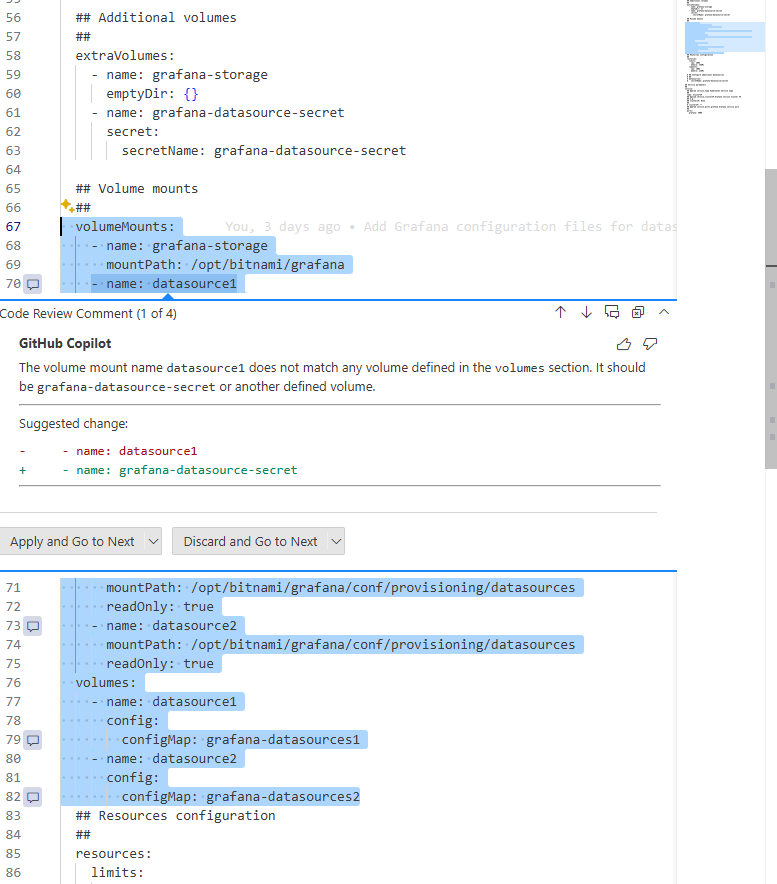 56 ## Additional volumes
57 ##
58 extraVolumes:
59 - name: grafana-storage
60 emptyDir: {}
61 - name: grafana-datasource-secret
62 secret:
63 secretName: grafana-datasource-secret
64
65 ## Volume mounts
66 ##
67 volumeMounts: You, 3 days ago • Add Grafana configuration files for datas
68 - name: grafana-storage
69 mountPath: /opt/bitnami/grafana
70 - name: datasource1
Code Review Comment (1 of 4)
GitHub Copilot
The volume mount name datasource1 does not match any volume defined in the volumes section. It should
be grafana-datasource-secret or another defined volume.
Suggested change:
- - name: datasource1
+ - name: grafana-datasource-secret
Apply and Go to Next
Discard and Go to Next
71 mountPath: /opt/bitnami/grafana/conf/provisioning/datasources
72 readOnly: true
73 - name: datasource2
74 mountPath: /opt/bitnami/grafana/conf/provisioning/datasources
75 readOnly: true
76 volumes:
77 - name: datasource1
78 config:
79 configMap: grafana-datasources1
80 - name: datasource2
81 config:
82 configMap: grafana-datasources2
83 ## Resources configuration
84 ##
85 resources:
86 limits: